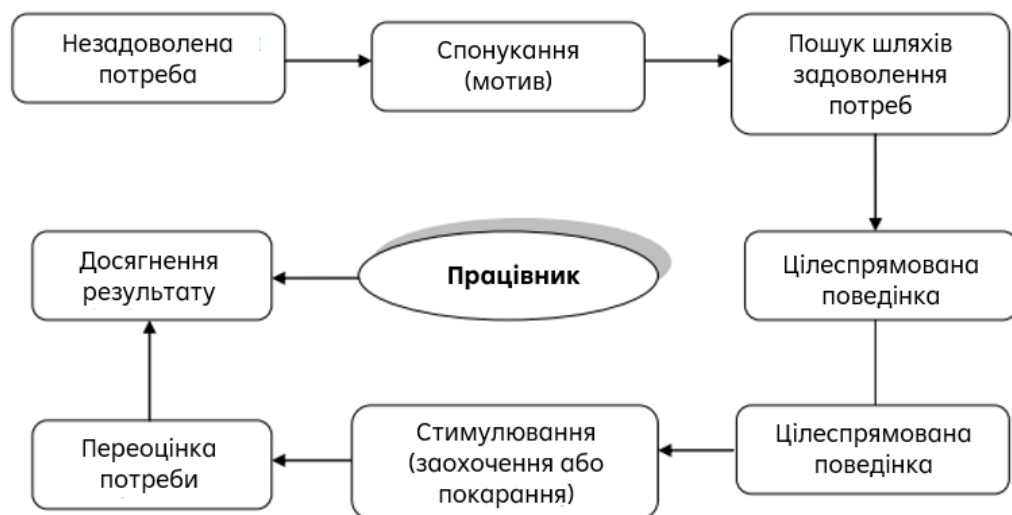 Незадоволена
потреба
Спонукання
(мотив)
Пошук шляхів
задоволення
потреб
Досягнення
результату
Працівник
Цілеспрямована
поведінка
Переоцінка
потреби
Стимулювання
(заохочення або
покарання)
Цілеспрямована
поведінка